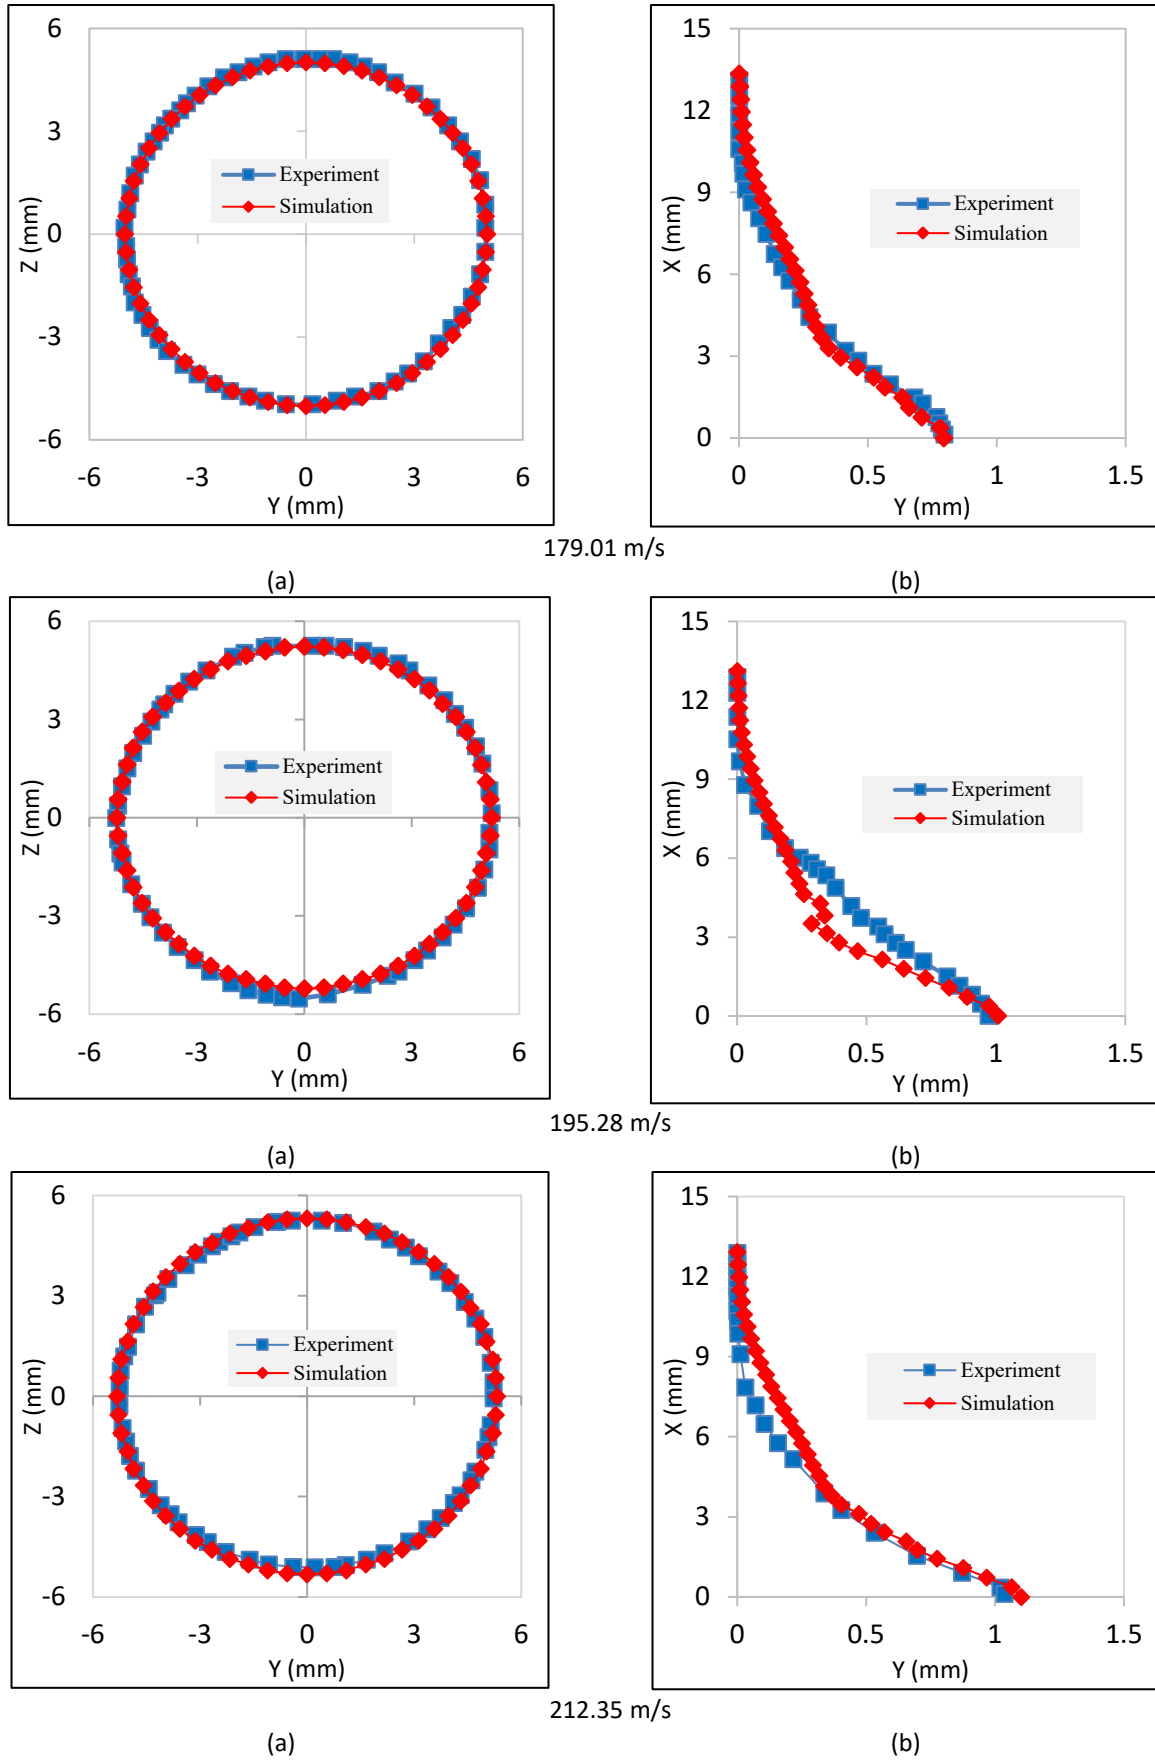 6
3
0
-3
-6
-6 -3 0 3 6
Z (mm)
Y (mm)
Experiment
Simulation
15
12
9
6
3
0
0 0.5 1 1.5
X (mm)
Y (mm)
Experiment
Simulation
179.01 m/s
(a) (b)
6
3
0
-3
-6
-6 -3 0 3 6
Z (mm)
Y (mm)
Experiment
Simulation
15
12
9
6
3
0
0 0.5 1 1.5
X (mm)
Y (mm)
Experiment
Simulation
195.28 m/s
(a) (b)
6
3
0
-3
-6
-6 -3 0 3 6
Z (mm)
Y (mm)
Experiment
Simulation
15
12
9
6
3
0
0 0.5 1 1.5
X (mm)
Y (mm)
Experiment
Simulation
212.35 m/s
(a) (b)